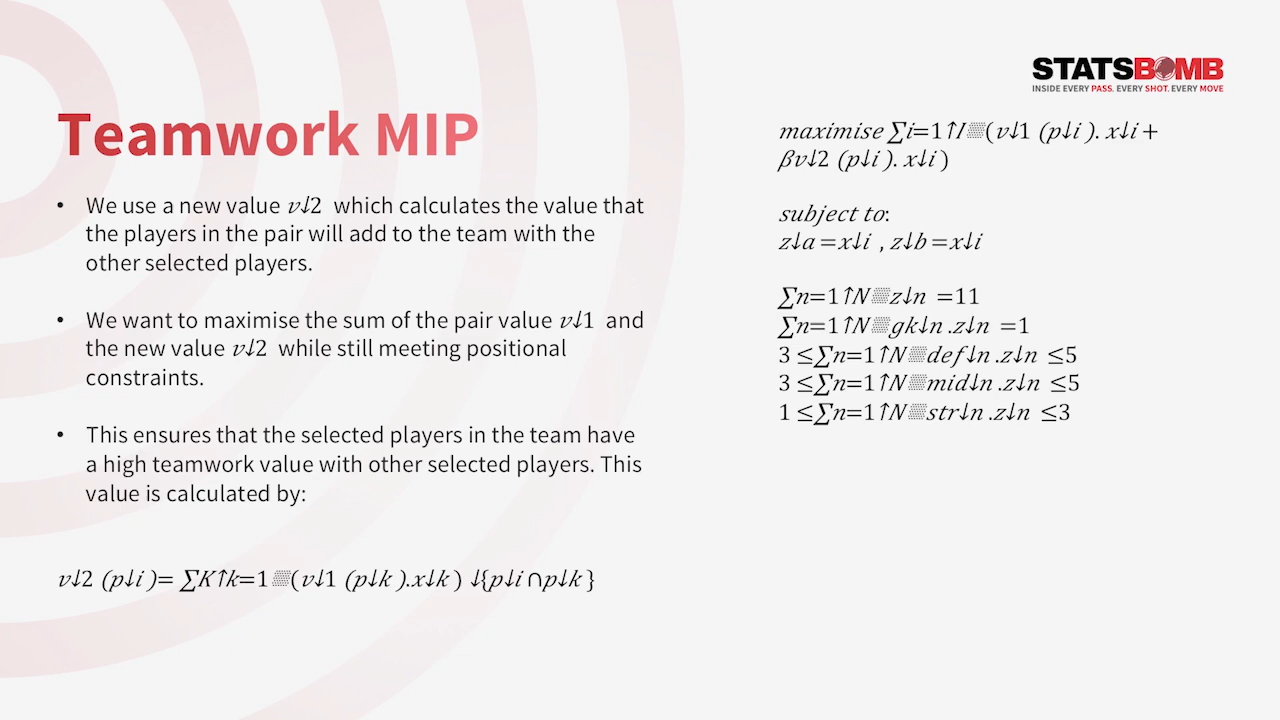 STATSBOMB
INSIDE EVERY PASS. EVERY SHOT. EVERY MOVE
Teamwork MIP
• We use a new value 𝑣↓2 which calculates the value that
the players in the pair will add to the team with the
other selected players.
• We want to maximise the sum of the pair value 𝑣↓1 and
the new value 𝑣↓2 while still meeting positional
constraints.
• This ensures that the selected players in the team have
a high teamwork value with other selected players. This
value is calculated by:
𝑣↓2 (𝑝↓𝑖 )= ∑𝐾↑𝑘=1▒(𝑣↓1 (𝑝↓𝑘 ).𝑥↓𝑘 ) ↓{𝑝↓𝑖 ∩𝑝↓𝑘 }
𝑚𝑎𝑥𝑖𝑚𝑖𝑠𝑒 ∑𝑖=1↑𝐼▒(𝑣↓1 (𝑝↓𝑖 ). 𝑥↓𝑖 +
𝛽𝑣↓2 (𝑝↓𝑖 ). 𝑥↓𝑖 )
𝑠𝑢𝑏𝑗𝑒𝑐𝑡 𝑡𝑜:
𝑧↓𝑎 =𝑥↓𝑖 , 𝑧↓𝑏 =𝑥↓𝑖
∑𝑛=1↑𝑁▒𝑧↓𝑛 =11
∑𝑛=1↑𝑁▒𝑔𝑘↓𝑛 .𝑧↓𝑛 =1
3 ≤∑𝑛=1↑𝑁▒𝑑𝑒𝑓↓𝑛 .𝑧↓𝑛 ≤5
3 ≤∑𝑛=1↑𝑁▒𝑚𝑖𝑑↓𝑛 .𝑧↓𝑛 ≤5
1 ≤∑𝑛=1↑𝑁▒𝑠𝑡𝑟↓𝑛 .𝑧↓𝑛 ≤3